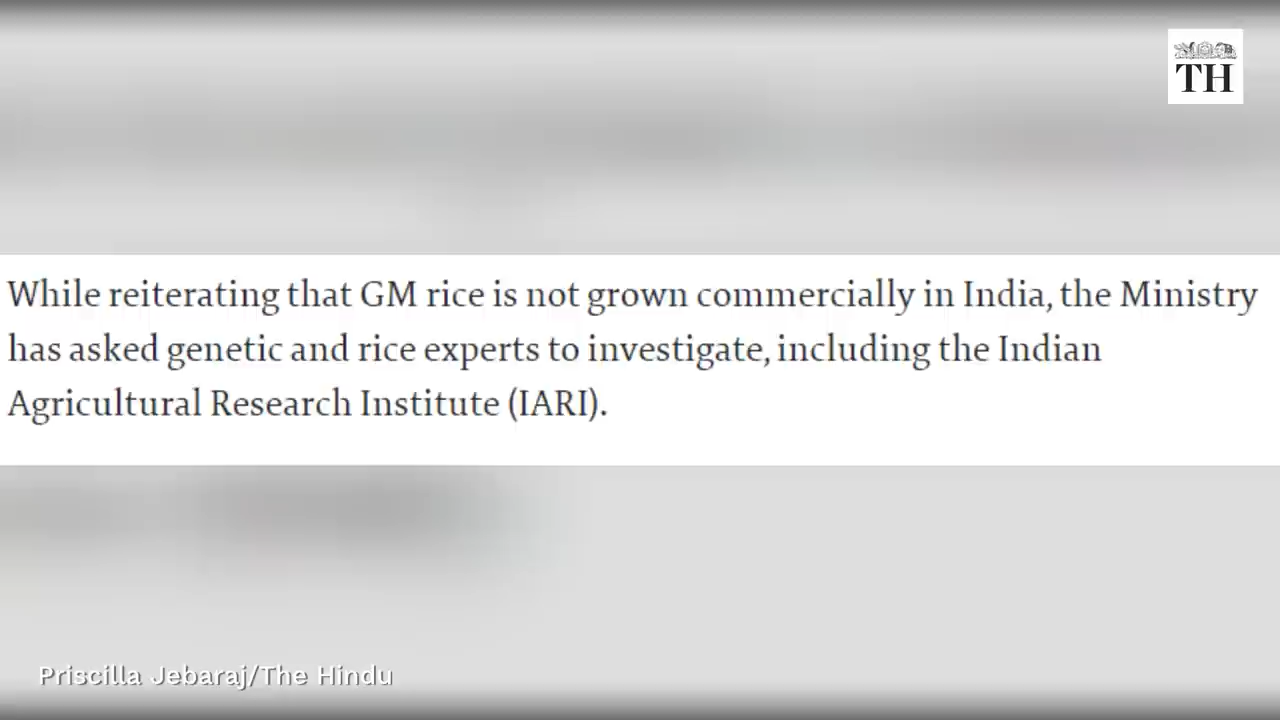 TH
While reiterating that GM rice is not grown commercially in India, the Ministry
has asked genetic and rice experts to investigate, including the Indian
Agricultural Research Institute (IARI).
Priscilla Jebaraj/The Hindu